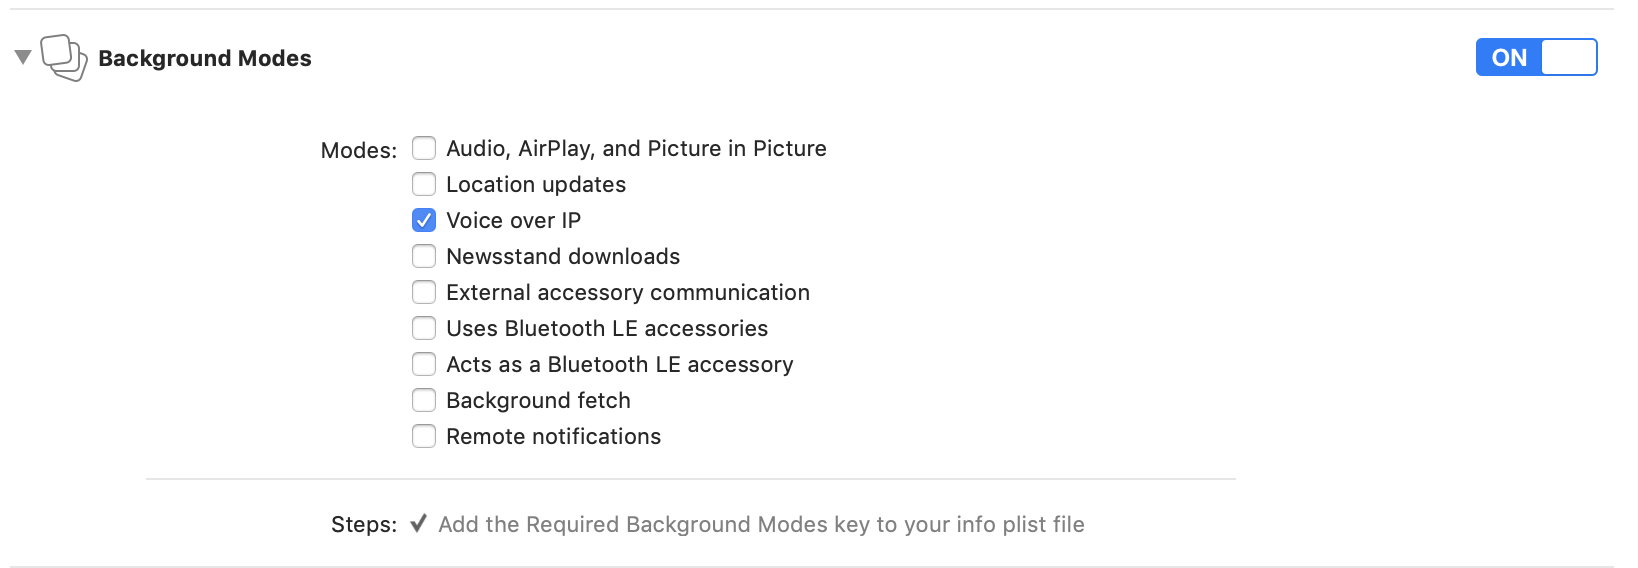 Background Modes
ON
Modes:
Audio, AirPlay, and Picture in Picture
Location updates
Voice over IP
Newsstand downloads
External accessory communication
Uses Bluetooth LE accessories
Acts as a Bluetooth LE accessory
Background fetch
Remote notifications
Steps: ✓ Add the Required Background Modes key to your info plist file